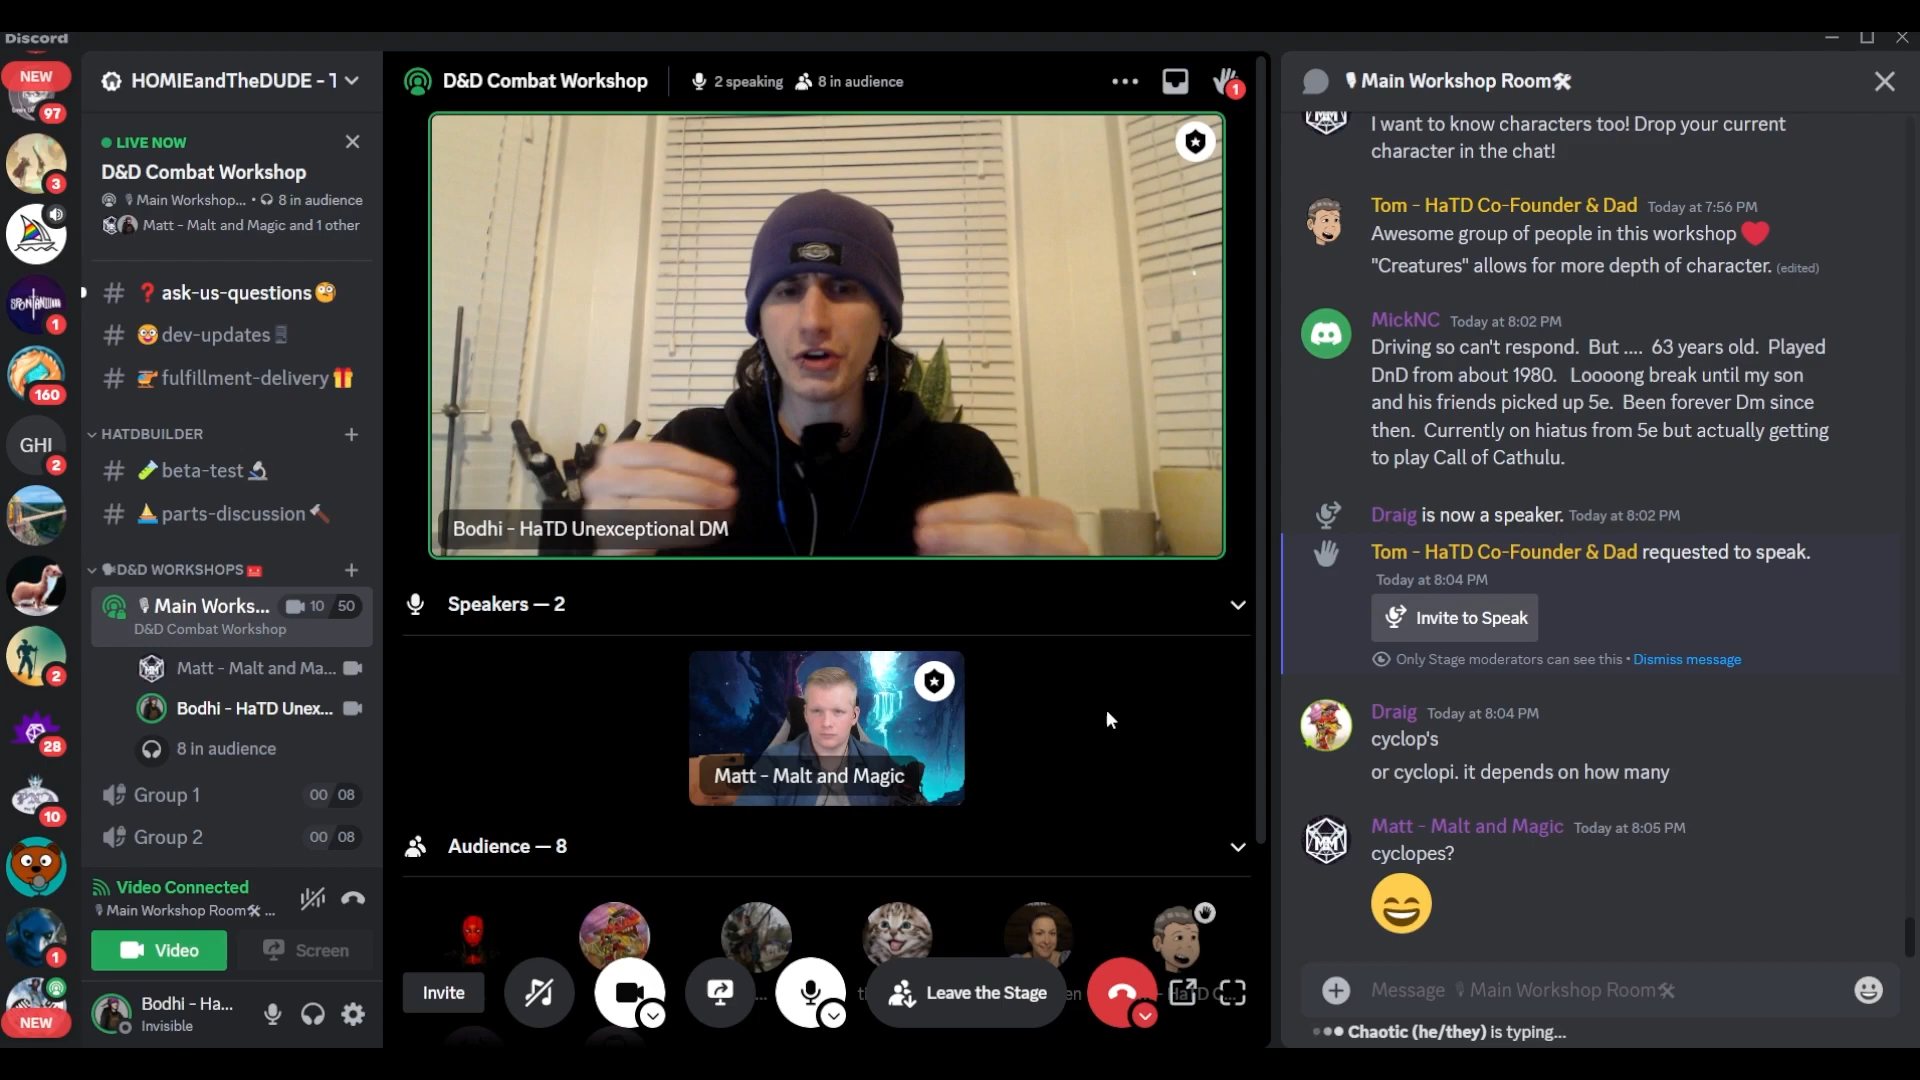 Discord
NEW
97
3
1
160
GHI
2
2
28
10
1
NEW
HOMIEandTheDUDE - T
LIVE NOW
D&D Combat Workshop
Main Workshop... • 8 in audience
Matt - Malt and Magic and 1 other
# ❓ask-us-questions🧐
# dev-updates
# fulfillment-delivery🎁
HATDBUILDER
# 🧪beta-test🔬
# ⛵parts-discussion🔨
D&D WORKSHOPS
🎙Main Works... 10 50
D&D Combat Workshop
Matt - Malt and Ma...
Bodhi - HaTD Unex...
8 in audience
Group 1 00 08
Group 2 00 08
Video Connected
🎙Main Workshop Room🛠 ...
Video
Screen
Bodhi - Ha...
Invisible
D&D Combat Workshop
2 speaking
8 in audience
1
Bodhi - HaTD Unexceptional DM
Speakers — 2
MM
Matt - Malt and Magic
Audience — 8
Invite
Leave the Stage
🎙Main Workshop Room🛠
I want to know characters too! Drop your current
character in the chat!
Tom - HaTD Co-Founder & Dad Today at 7:56 PM
Awesome group of people in this workshop ❤️
"Creatures" allows for more depth of character. (edited)
MickNC Today at 8:02 PM
Driving so can't respond. But .... 63 years old. Played
DnD from about 1980. Loooong break until my son
and his friends picked up 5e. Been forever Dm since
then. Currently on hiatus from 5e but actually getting
to play Call of Cathulu.
Draig is now a speaker. Today at 8:02 PM
Tom - HaTD Co-Founder & Dad requested to speak.
Today at 8:04 PM
Invite to Speak
Only Stage moderators can see this • Dismiss message
Draig Today at 8:04 PM
cyclop's
or cyclopi. it depends on how many
Matt - Malt and Magic Today at 8:05 PM
cyclopes?
😄
Message 🎙Main Workshop Room🛠
Chaotic (he/they) is typing...